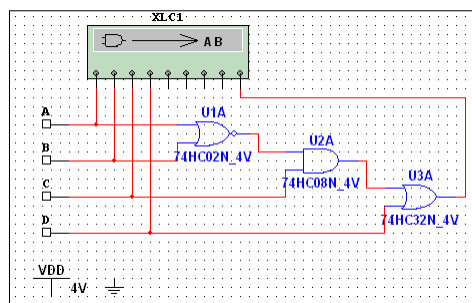 XLC1
A B
A
U1A
B
74HC02N_4V
U2A
C
74HC08N_4V
U3A
D
74HC32N_4V
VDD
4V